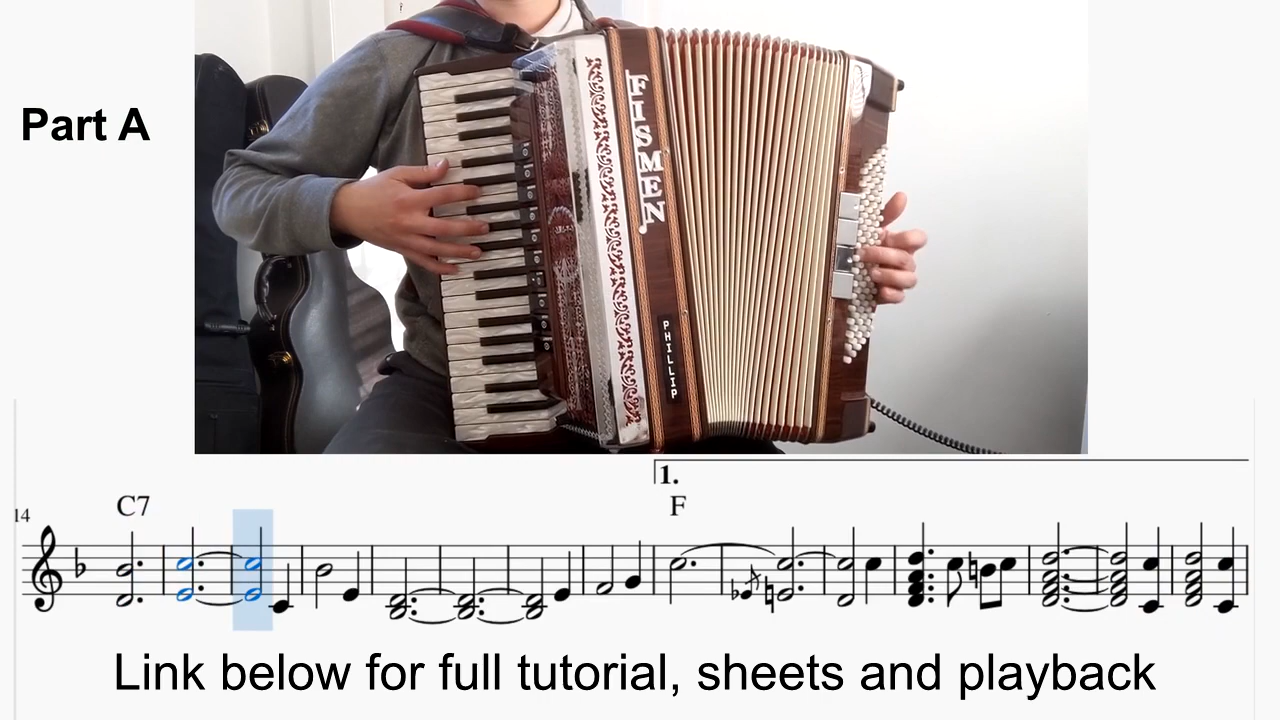 Part A
FISMEN
PHILLIP
1.
14
C7
F
Link below for full tutorial, sheets and playback